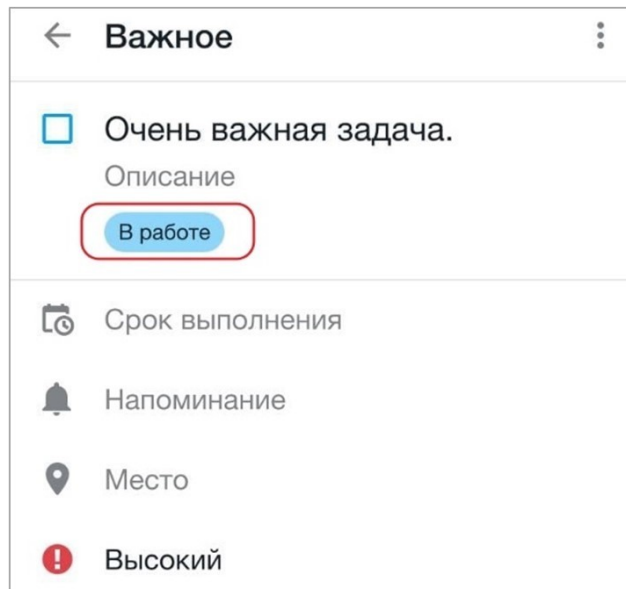 Важное
Очень важная задача.
Описание
В работе
Срок выполнения
Напоминание
Место
Высокий